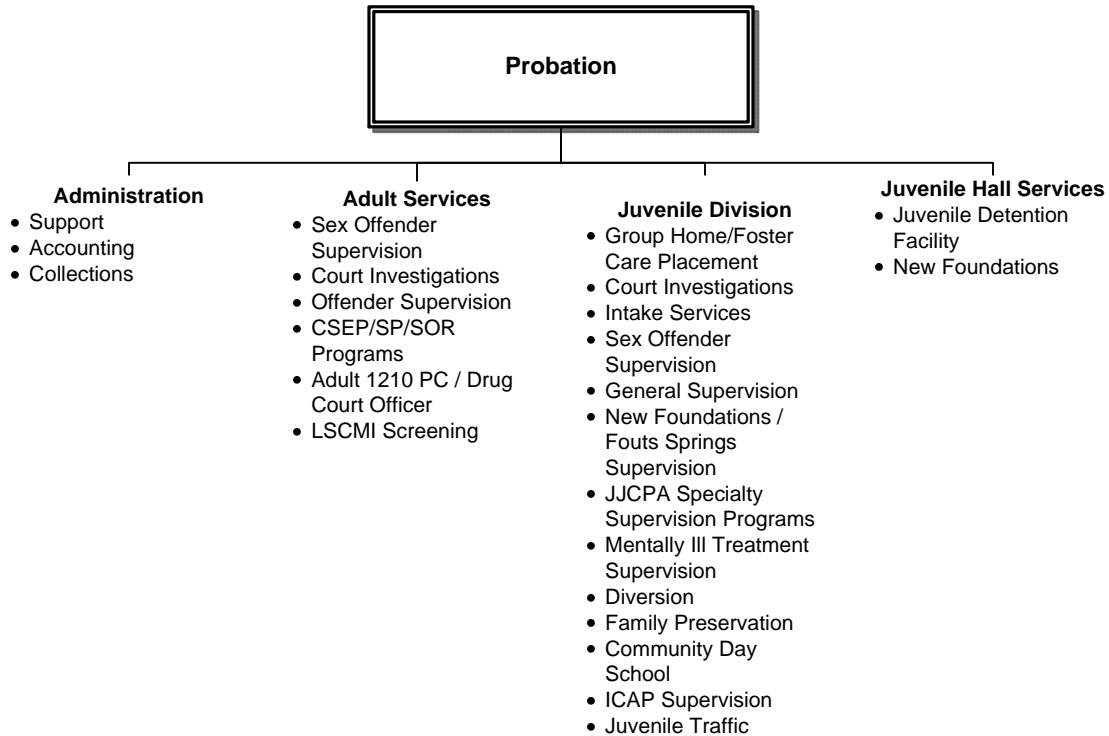 Probation
Administration
• Support
• Accounting
• Collections
Adult Services
• Sex Offender
Supervision
• Court Investigations
• Offender Supervision
• CSEP/SP/SOR
Programs
• Adult 1210 PC / Drug
Court Officer
• LSCMI Screening
Juvenile Division
• Group Home/Foster
Care Placement
• Court Investigations
• Intake Services
• Sex Offender
Supervision
• General Supervision
• New Foundations /
Fouts Springs
Supervision
• JJCPA Specialty
Supervision Programs
• Mentally Ill Treatment
Supervision
• Diversion
• Family Preservation
• Community Day
School
• ICAP Supervision
• Juvenile Traffic
Juvenile Hall Services
• Juvenile Detention
Facility
• New Foundations